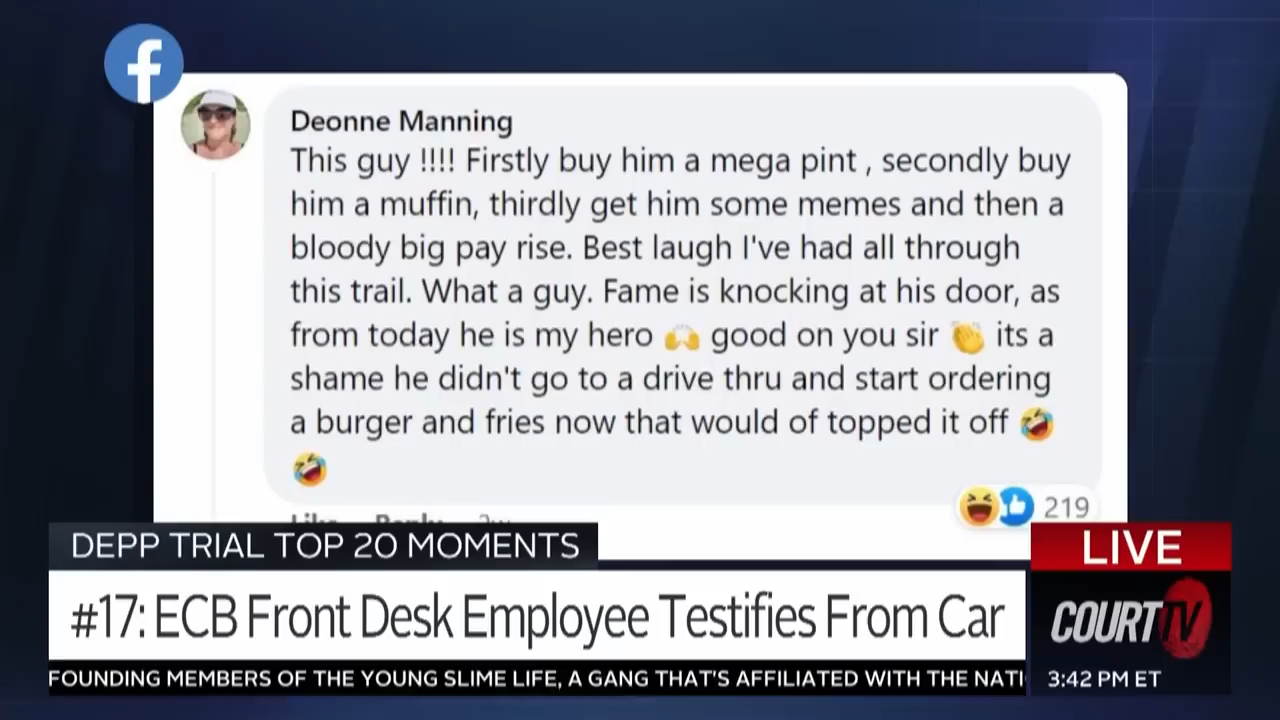 f
Deonne Manning
This guy !!!! Firstly buy him a mega pint , secondly buy
him a muffin, thirdly get him some memes and then a
bloody big pay rise. Best laugh I've had all through
this trail. What a guy. Fame is knocking at his door, as
from today he is my hero 🙌 good on you sir 👏 its a
shame he didn't go to a drive thru and start ordering
a burger and fries now that would of topped it off 🤣
🤣
219
Like Reply 2w
DEPP TRIAL TOP 20 MOMENTS
#17: ECB Front Desk Employee Testifies From Car
FOUNDING MEMBERS OF THE YOUNG SLIME LIFE, A GANG THAT'S AFFILIATED WITH THE NATI
LIVE
COURT TV
3:42 PM ET